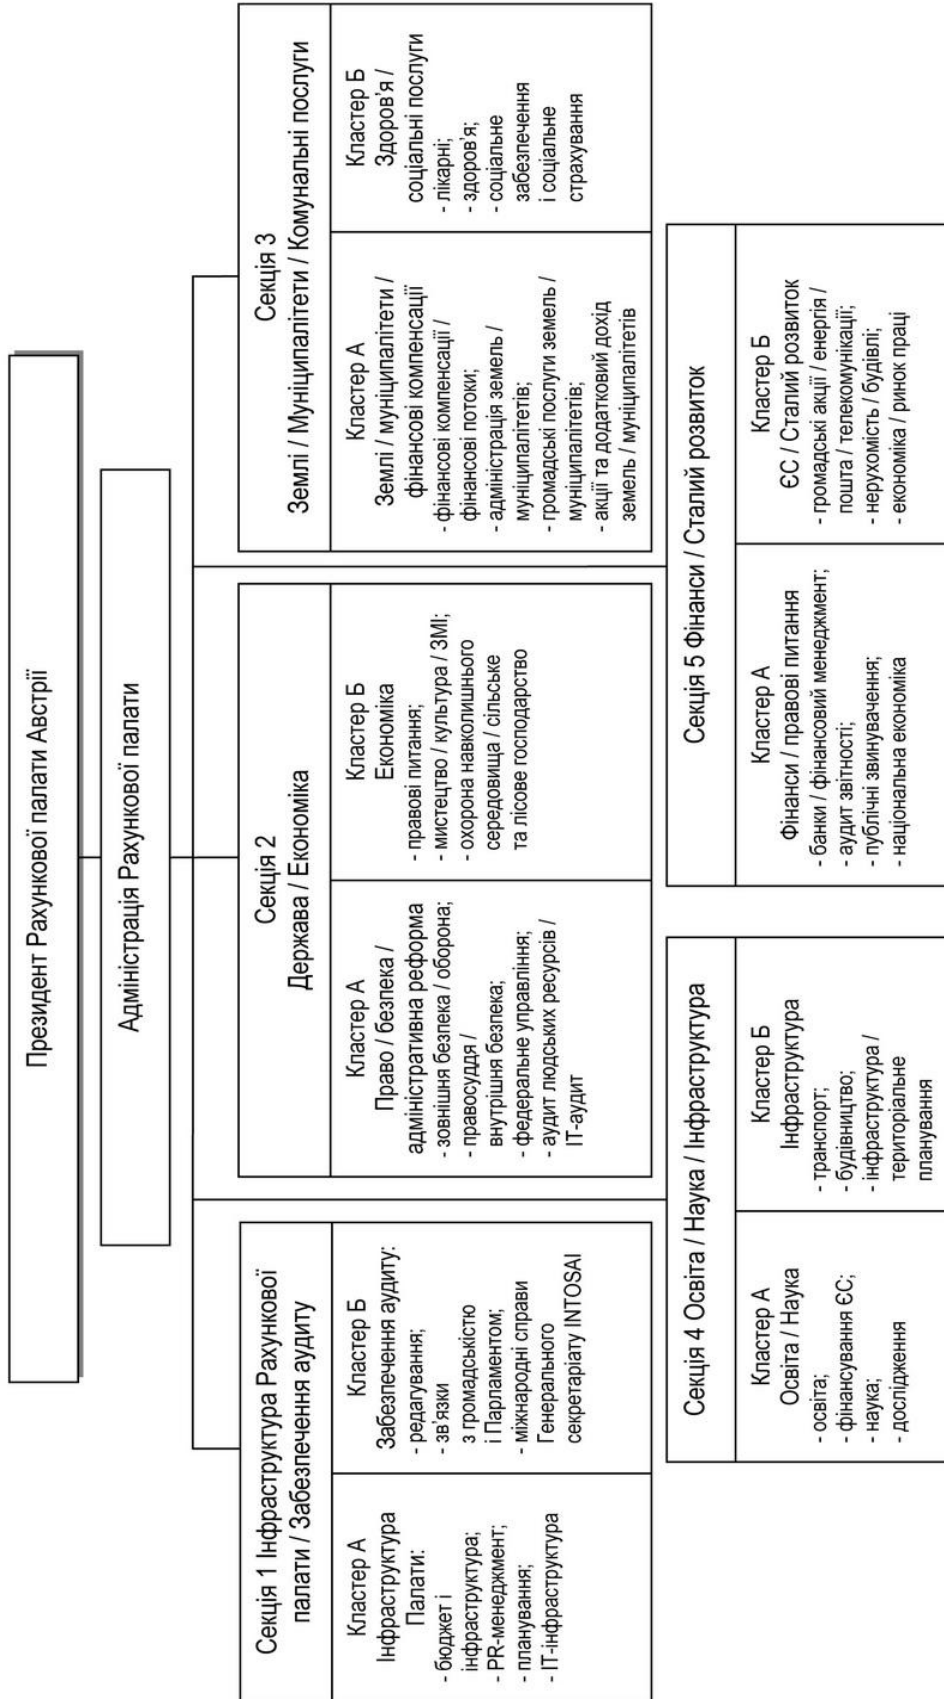 Президент Рахункової палати Австрії
Адміністрація Рахункової палати
Секція 1 Інфраструктура Рахункової
палати / Забезпечення аудиту
Кластер А
Інфраструктура
Палати:
- бюджет і
інфраструктура;
- PR-менеджмент;
- планування;
- IT-інфраструктура
Кластер Б
Забезпечення аудиту:
- редагування;
- зв'язки
з громадськістю
і Парламентом;
- міжнародні справи
Генерального
секретаріату INTOSAI
Секція 2
Держава / Економіка
Кластер А
Право / безпека /
адміністративна реформа
- зовнішня безпека / оборона;
- правосуддя /
внутрішня безпека;
- федеральне управління;
- аудит людських ресурсів /
IT-аудит
Кластер Б
Економіка
- правові питання;
- мистецтво / культура / ЗМІ;
- охорона навколишнього
середовища / сільське
та лісове господарство
Секція 3
Землі / Муніципалітети / Комунальні послуги
Кластер А
Землі / муніципалітети /
фінансові компенсації
- фінансові компенсації /
фінансові потоки;
- адміністрація земель /
муніципалітетів;
- громадські послуги земель /
муніципалітетів;
- акції та додатковий дохід
земель / муніципалітетів
Кластер Б
Здоров'я /
соціальні послуги
- лікарні;
- здоров'я;
- соціальне
забезпечення
і соціальне
страхування
Секція 4 Освіта / Наука / Інфраструктура
Кластер А
Освіта / Наука
- освіта;
- фінансування ЄС;
- наука;
- дослідження
Кластер Б
Інфраструктура
- транспорт;
- будівництво;
- інфраструктура /
територіальне
планування
Секція 5 Фінанси / Сталий розвиток
Кластер А
Фінанси / правові питання
- банки / фінансовий менеджмент;
- аудит звітності;
- публічні звинувачення;
- національна економіка
Кластер Б
ЄС / Сталий розвиток
- громадські акції / енергія /
пошта / телекомунікації;
- нерухомість / будівлі;
- економіка / ринок праці